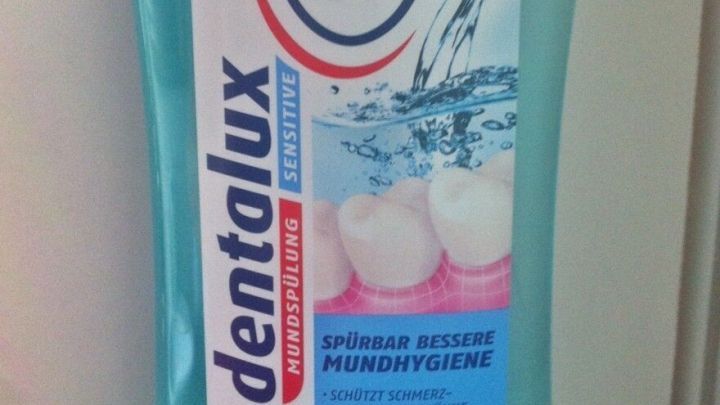 dentalux
MUNDSPÜLUNG SENSITIVE
SPÜRBAR BESSERE
MUNDHYGIENE
· SCHÜTZT SCHMERZ-